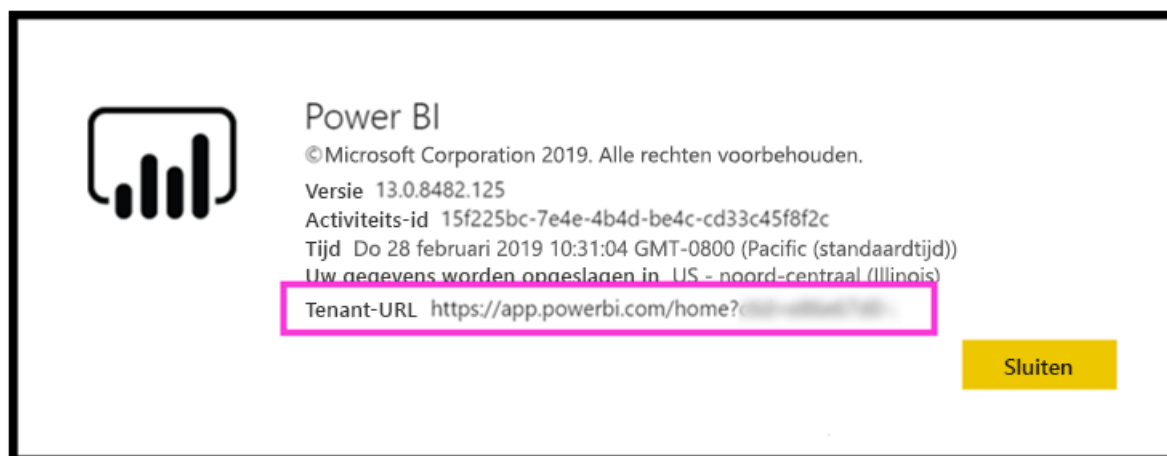 Power BI
©Microsoft Corporation 2019. Alle rechten voorbehouden.
Versie 13.0.8482.125
Activiteits-id 15f225bc-7e4e-4b4d-be4c-cd33c45f8f2c
Tijd Do 28 februari 2019 10:31:04 GMT-0800 (Pacific (standaardtijd))
Uw gegevens worden opgeslagen in US - noord-centraal (Illinois)
Tenant-URL https://app.powerbi.com/home?
Sluiten